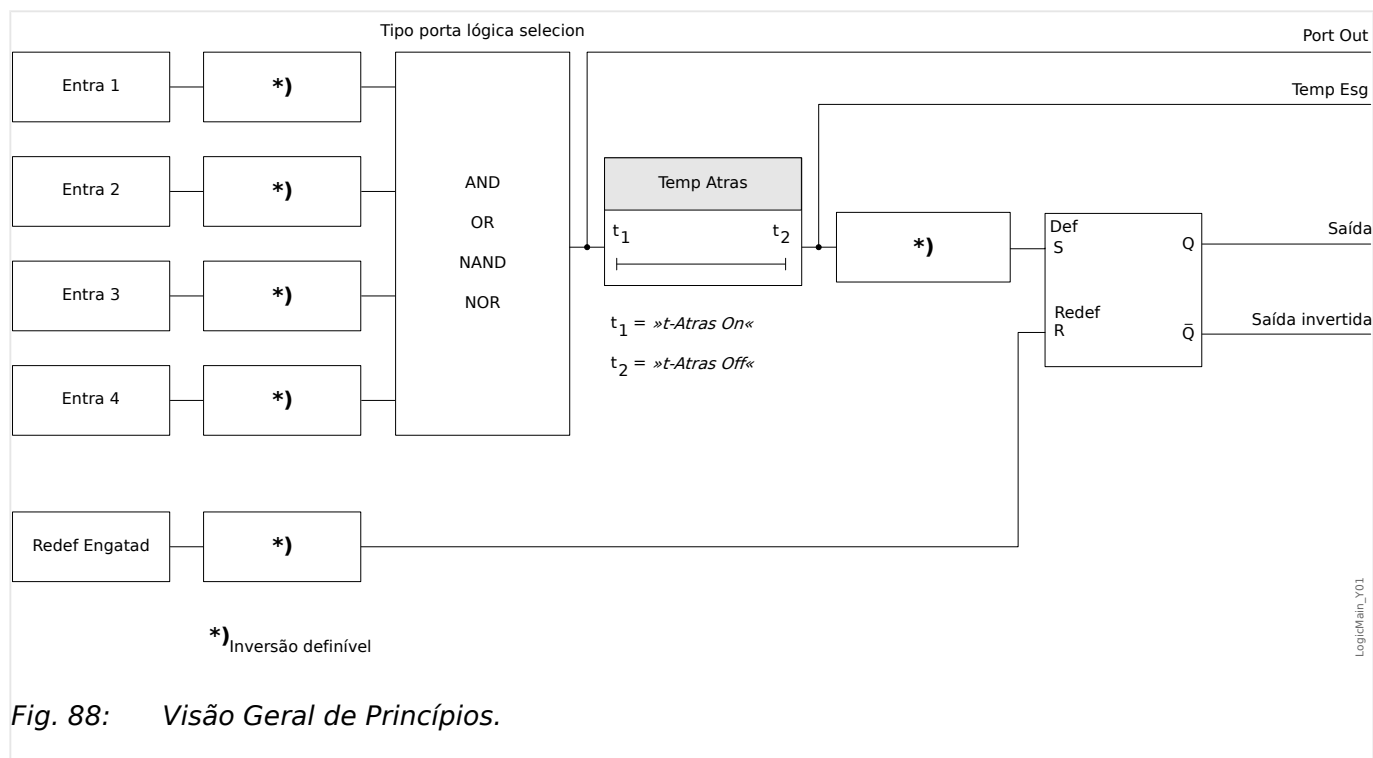 Tipo porta lógica selecion
Port Out
Entra 1
*)
Temp Esg
Entra 2
*)
AND
OR
NAND
NOR
Temp Atras
t1
t2
*)
Def
S
Q
Saída
Entra 3
*)
t1 = »t-Atras On«
t2 = »t-Atras Off«
Redef
R
Q̅
Saída invertida
Entra 4
*)
Redef Engatad
*)
*)Inversão definível
LogicMain_Y01
Fig. 88: Visão Geral de Princípios.